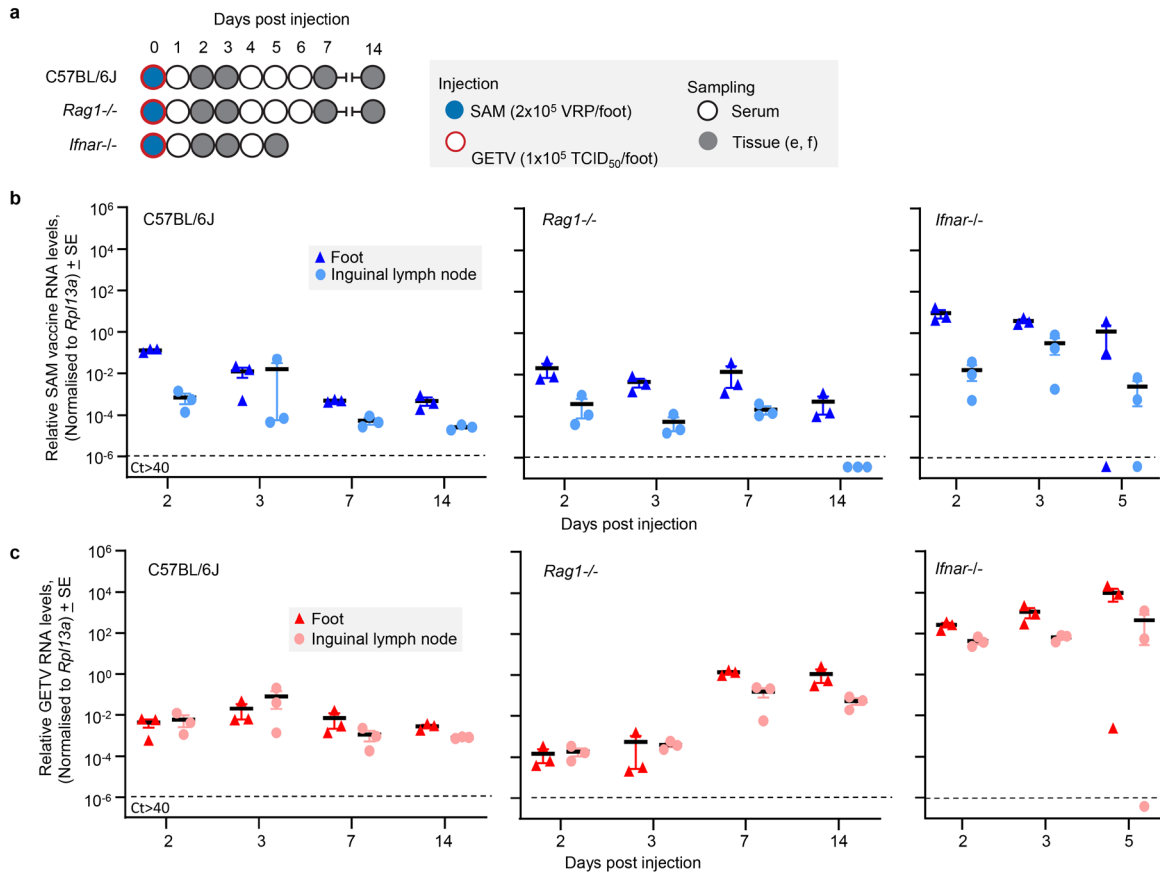 a
Days post injection
0 1 2 3 4 5 6 7 14
C57BL/6J
Rag1-/-
Ifnar-/-
Injection
SAM (2x10⁵ VRP/foot)
GETV (1x10⁵ TCID₅₀/foot)
Sampling
Serum
Tissue (e, f)
b
Relative SAM vaccine RNA levels,
(Normalised to Rpl13a) ± SE
10⁶
10⁴
10²
10⁰
10⁻²
10⁻⁴
10⁻⁶
C57BL/6J
Foot
Inguinal lymph node
Ct>40
2 3 7 14
Rag1-/-
2 3 7 14
Ifnar-/-
2 3 5
Days post injection
c
Relative GETV RNA levels,
(Normalised to Rpl13a) ± SE
10⁶
10⁴
10²
10⁰
10⁻²
10⁻⁴
10⁻⁶
C57BL/6J
Foot
Inguinal lymph node
Ct>40
2 3 7 14
Rag1-/-
2 3 7 14
Ifnar-/-
2 3 5
Days post injection